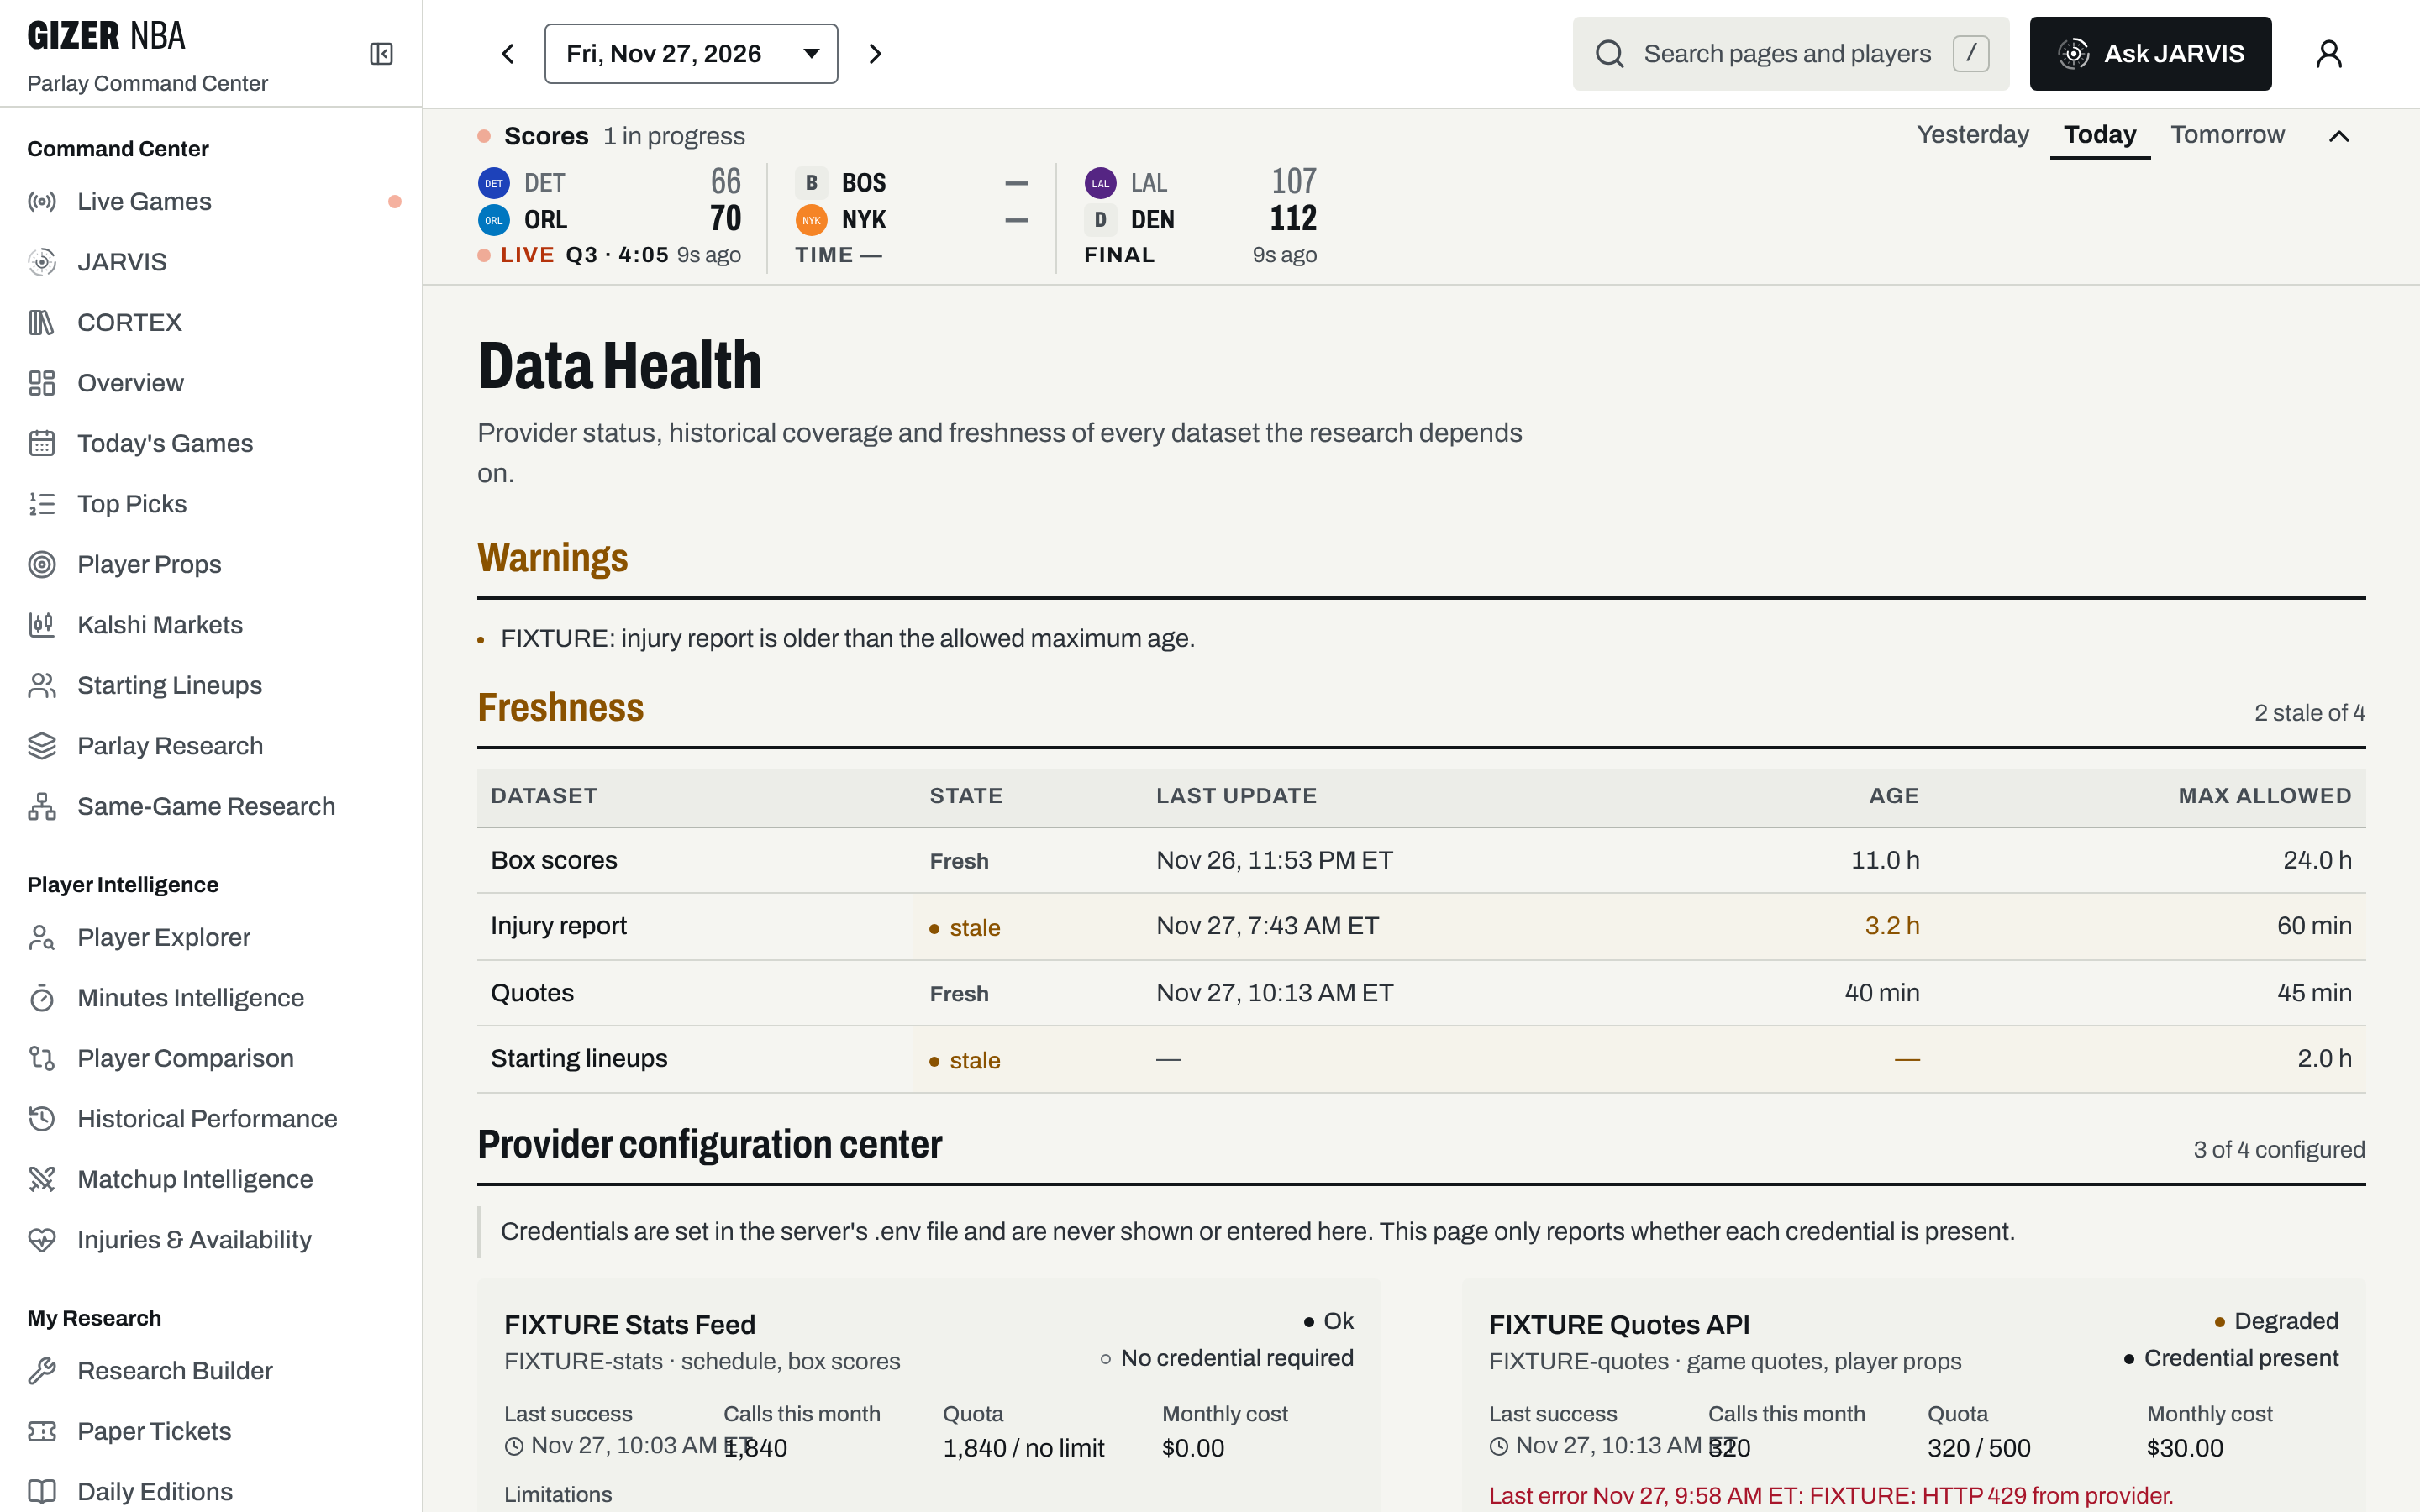 GIZER NBA
Parlay Command Center
Fri, Nov 27, 2026
Search pages and players /
Ask JARVIS
Command Center
Live Games
JARVIS
CORTEX
Overview
Today's Games
Top Picks
Player Props
Kalshi Markets
Starting Lineups
Parlay Research
Same-Game Research
Player Intelligence
Player Explorer
Minutes Intelligence
Player Comparison
Historical Performance
Matchup Intelligence
Injuries & Availability
My Research
Research Builder
Paper Tickets
Daily Editions
Scores 1 in progress
Yesterday Today Tomorrow
DET DET 66
ORL ORL 70
LIVE Q3 · 4:05 9s ago
B BOS —
NYK NYK —
TIME —
LAL LAL 107
D DEN 112
FINAL 9s ago
Data Health
Provider status, historical coverage and freshness of every dataset the research depends
on.
Warnings
• FIXTURE: injury report is older than the allowed maximum age.
Freshness 2 stale of 4
DATASET STATE LAST UPDATE AGE MAX ALLOWED
Box scores Fresh Nov 26, 11:53 PM ET 11.0 h 24.0 h
Injury report • stale Nov 27, 7:43 AM ET 3.2 h 60 min
Quotes Fresh Nov 27, 10:13 AM ET 40 min 45 min
Starting lineups • stale — — 2.0 h
Provider configuration center 3 of 4 configured
Credentials are set in the server's .env file and are never shown or entered here. This page only reports whether each credential is present.
FIXTURE Stats Feed • Ok
FIXTURE-stats · schedule, box scores ○ No credential required
Last success Calls this month Quota Monthly cost
Nov 27, 10:03 AM ET 1,840 1,840 / no limit $0.00
Limitations
FIXTURE Quotes API • Degraded
FIXTURE-quotes · game quotes, player props • Credential present
Last success Calls this month Quota Monthly cost
Nov 27, 10:13 AM ET 320 320 / 500 $30.00
Last error Nov 27, 9:58 AM ET: FIXTURE: HTTP 429 from provider.